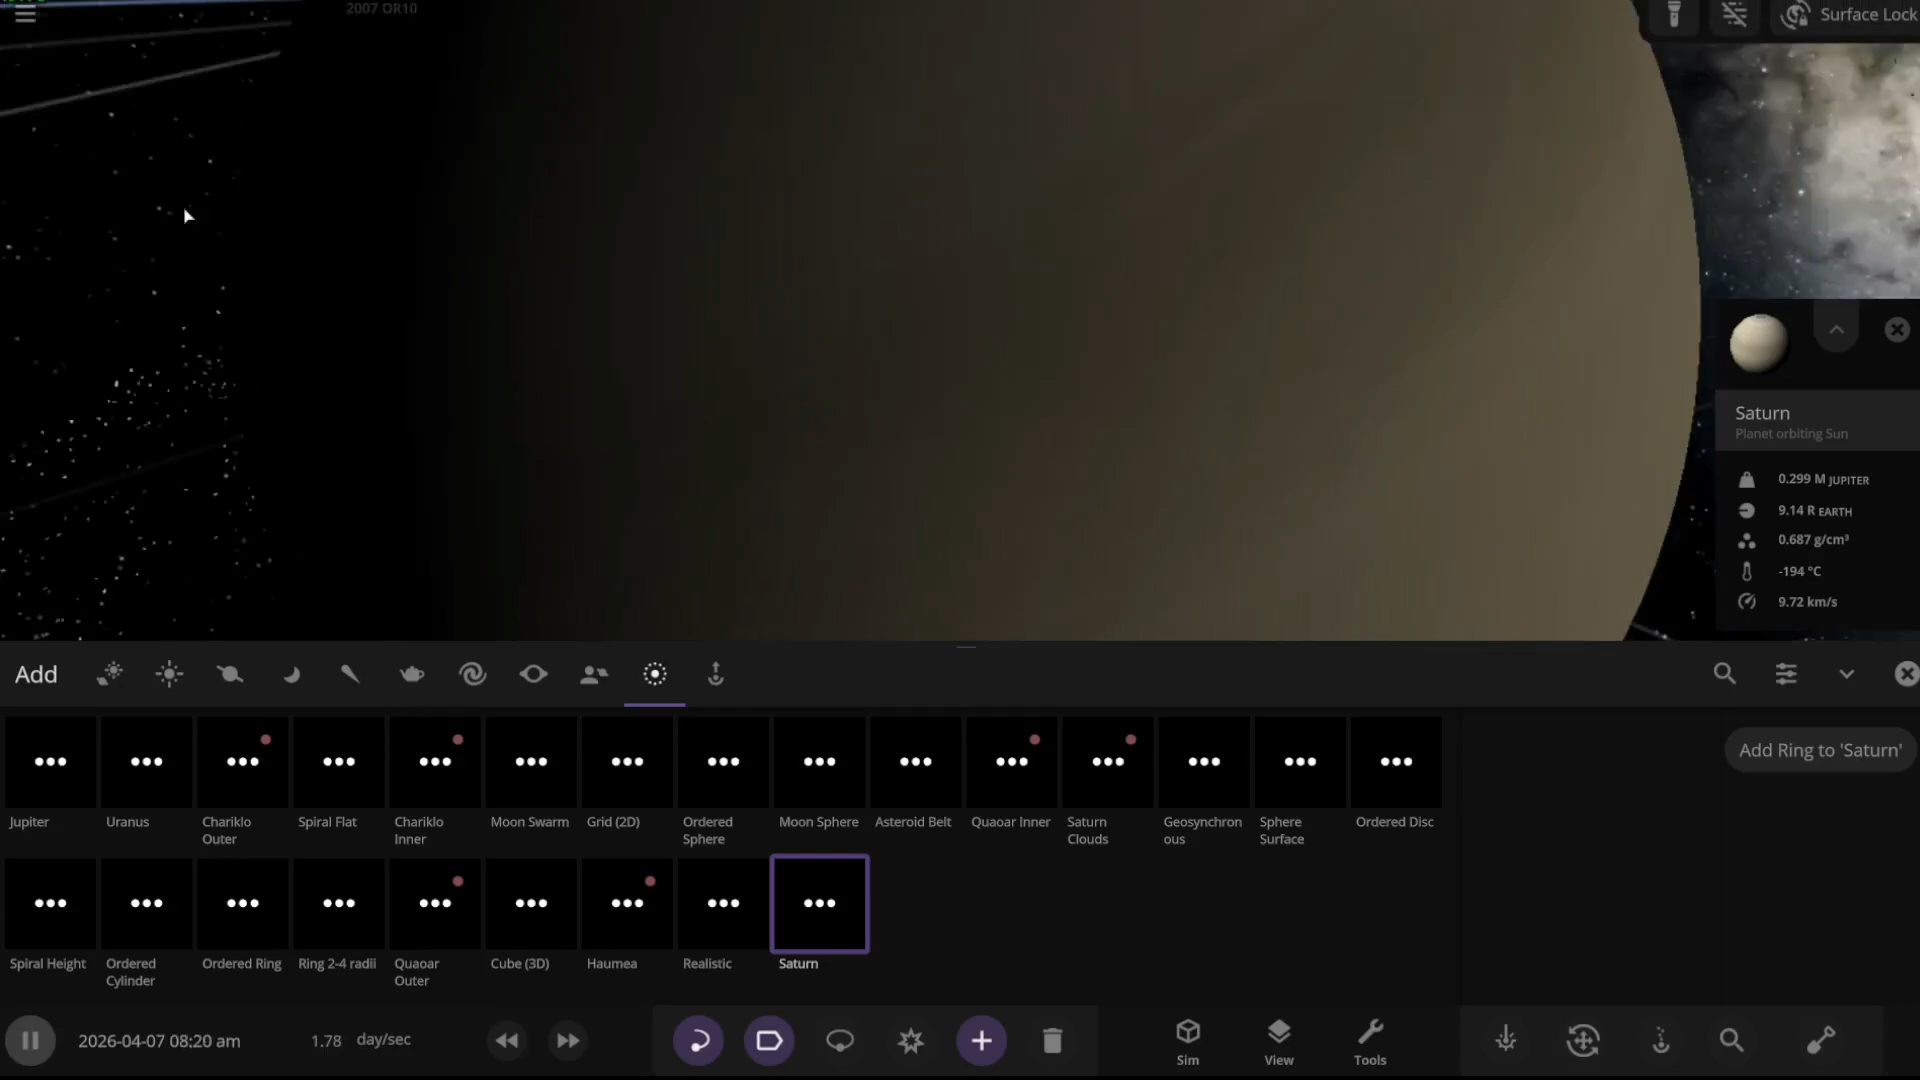 2007 OR10
Surface Lock
Saturn
Planet orbiting Sun
0.299 M JUPITER
9.14 R EARTH
0.687 g/cm³
-194 °C
9.72 km/s
Add
Add Ring to 'Saturn'
Jupiter
Uranus
Chariklo
Outer
Spiral Flat
Chariklo
Inner
Moon Swarm
Grid (2D)
Ordered
Sphere
Moon Sphere
Asteroid Belt
Quaoar Inner
Saturn
Clouds
Geosynchron
ous
Sphere
Surface
Ordered Disc
Spiral Height
Ordered
Cylinder
Ordered Ring
Ring 2-4 radii
Quaoar
Outer
Cube (3D)
Haumea
Realistic
Saturn
2026-04-07 08:20 am
1.78 day/sec
Sim
View
Tools